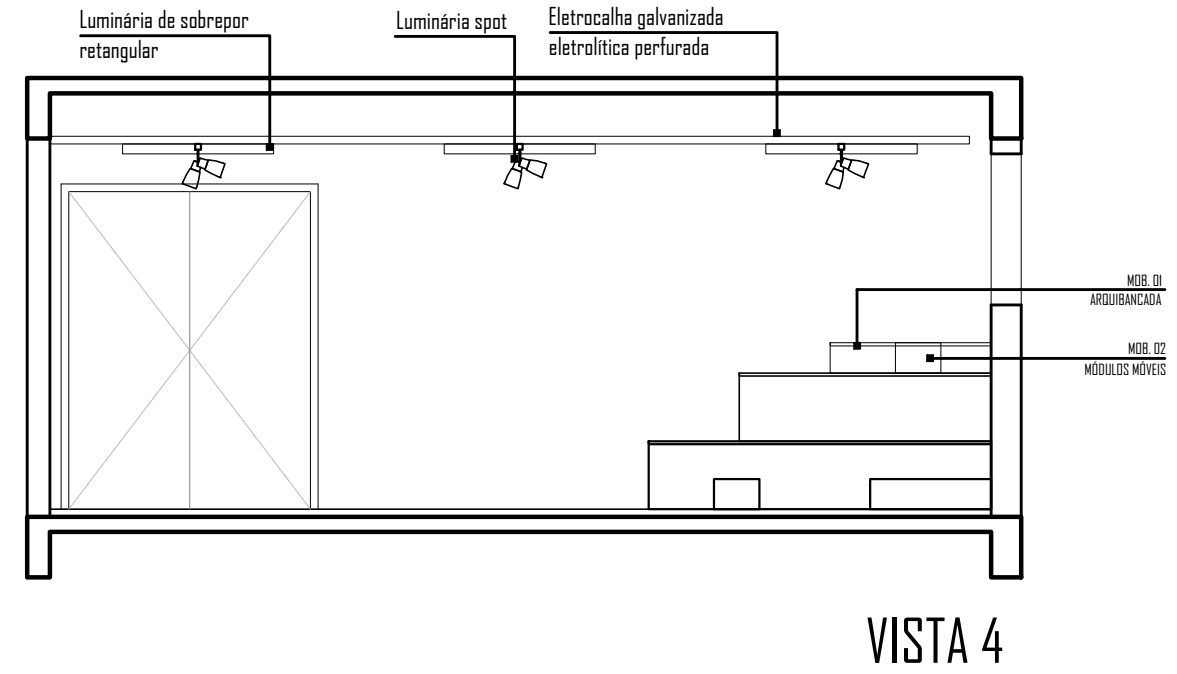 Luminária de sobrepor
retangular
Luminária spot
Eletrocalha galvanizada
eletrolítica perfurada
MOB. 01
ARQUIBANCADA
MOB. 02
MÓDULOS MÓVEIS
VISTA 4